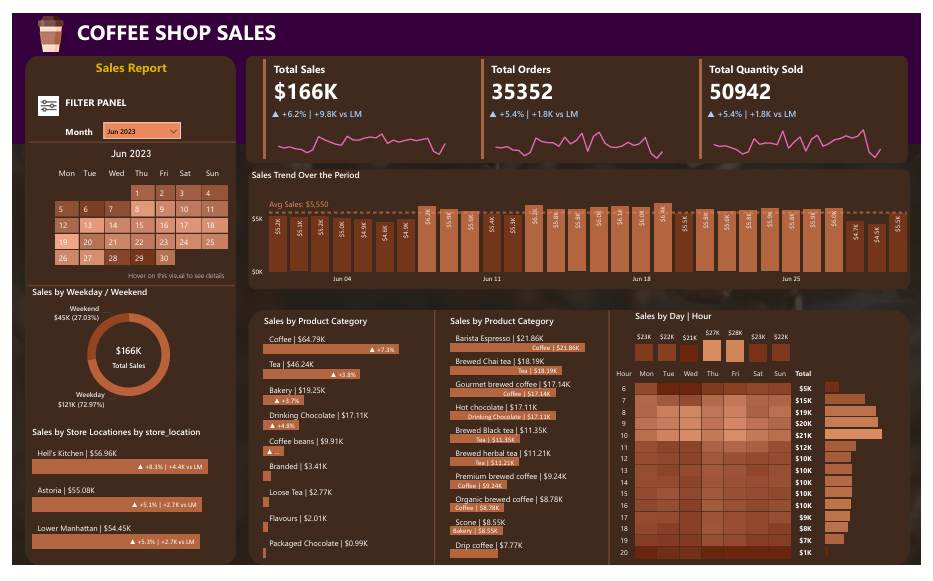 COFFEE SHOP SALES
Sales Report
FILTER PANEL
Month Jun 2023
Jun 2023
Mon Tue Wed Thu Fri Sat Sun
1 2 3 4
5 6 7 8 9 10 11
12 13 14 15 16 17 18
19 20 21 22 23 24 25
26 27 28 29 30
Hover on this visual to see details
Sales by Weekday / Weekend
Weekend
$45K (27.03%)
$166K
Total Sales
Weekday
$121K (72.97%)
Sales by Store Locationes by store_location
Hell's Kitchen | $56.96K
▲ +8.3% | +4.4K vs LM
Astoria | $55.08K
▲ +5.1% | +2.7K vs LM
Lower Manhattan | $54.45K
▲ +5.3% | +2.7K vs LM
Total Sales
$166K
▲ +6.2% | +9.8K vs LM
Total Orders
35352
▲ +5.4% | +1.8K vs LM
Total Quantity Sold
50942
▲ +5.4% | +1.8K vs LM
Sales Trend Over the Period
Avg Sales: $5,550
$5K
$0K
$5.2K $5.1K $5.2K $5.0K $4.9K $4.6K $4.9K $6.2K $5.9K $5.6K $5.4K $5.3K $6.2K $5.8K $5.8K $6.0K $6.1K $6.0K $6.4K $5.5K $5.8K $5.6K $5.8K $5.9K $5.8K $5.9K $6.0K $4.7K $4.5K $5.5K
Jun 04 Jun 11 Jun 18 Jun 25
Sales by Product Category
Coffee | $64.79K
▲ +7.3%
Tea | $46.24K
▲ +3.8%
Bakery | $19.25K
▲ +3.7%
Drinking Chocolate | $17.11K
▲ +4.8%
Coffee beans | $9.91K
▲ ...
Branded | $3.41K
Loose Tea | $2.77K
Flavours | $2.01K
Packaged Chocolate | $0.99K
Sales by Product Category
Barista Espresso | $21.86K
Coffee | $21.86K
Brewed Chai tea | $18.19K
Tea | $18.19K
Gourmet brewed coffee | $17.14K
Coffee | $17.14K
Hot chocolate | $17.11K
Drinking Chocolate | $17.11K
Brewed Black tea | $11.35K
Tea | $11.35K
Brewed herbal tea | $11.21K
Tea | $11.21K
Premium brewed coffee | $9.24K
Coffee | $9.24K
Organic brewed coffee | $8.78K
Coffee | $8.78K
Scone | $8.55K
Bakery | $8.55K
Drip coffee | $7.77K
Sales by Day | Hour
$23K $22K $21K $27K $28K $23K $22K
Hour Mon Tue Wed Thu Fri Sat Sun Total
6 $5K
7 $15K
8 $19K
9 $20K
10 $21K
11 $12K
12 $10K
13 $10K
14 $10K
15 $10K
16 $10K
17 $9K
18 $8K
19 $7K
20 $1K